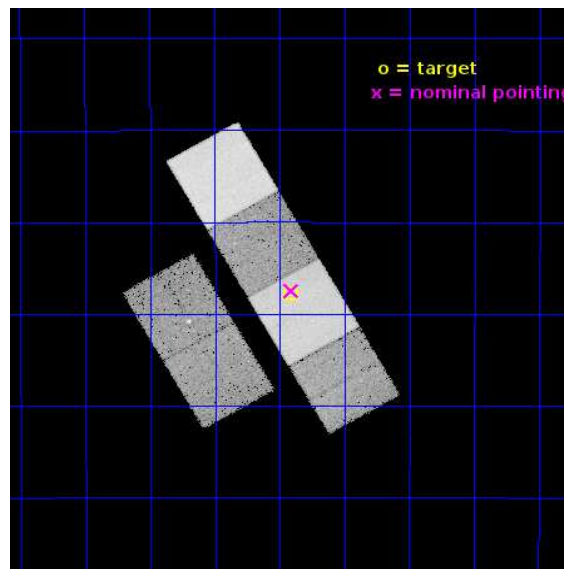 o = target
x = nominal pointing